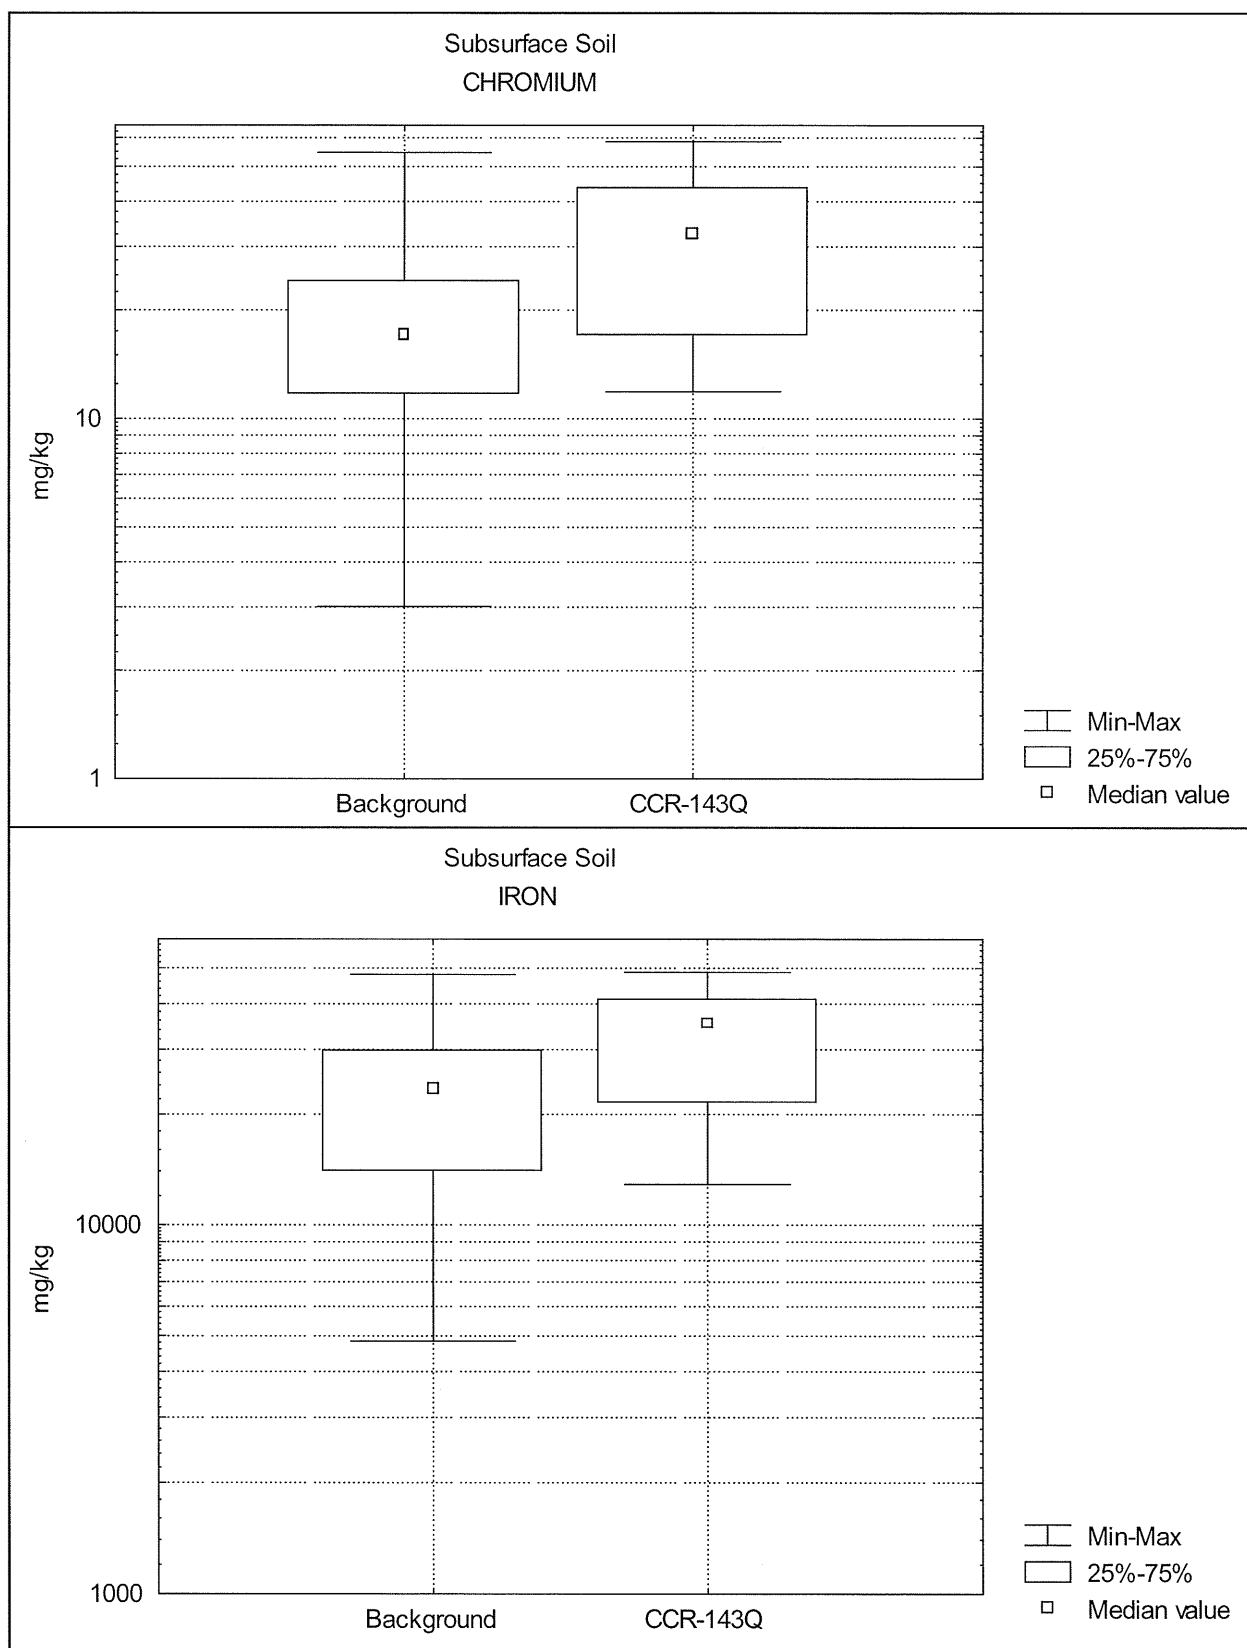 Subsurface Soil
CHROMIUM
mg/kg
10
1
Background
CCR-143Q
Min-Max
25%-75%
Median value
Subsurface Soil
IRON
mg/kg
10000
1000
Background
CCR-143Q
Min-Max
25%-75%
Median value